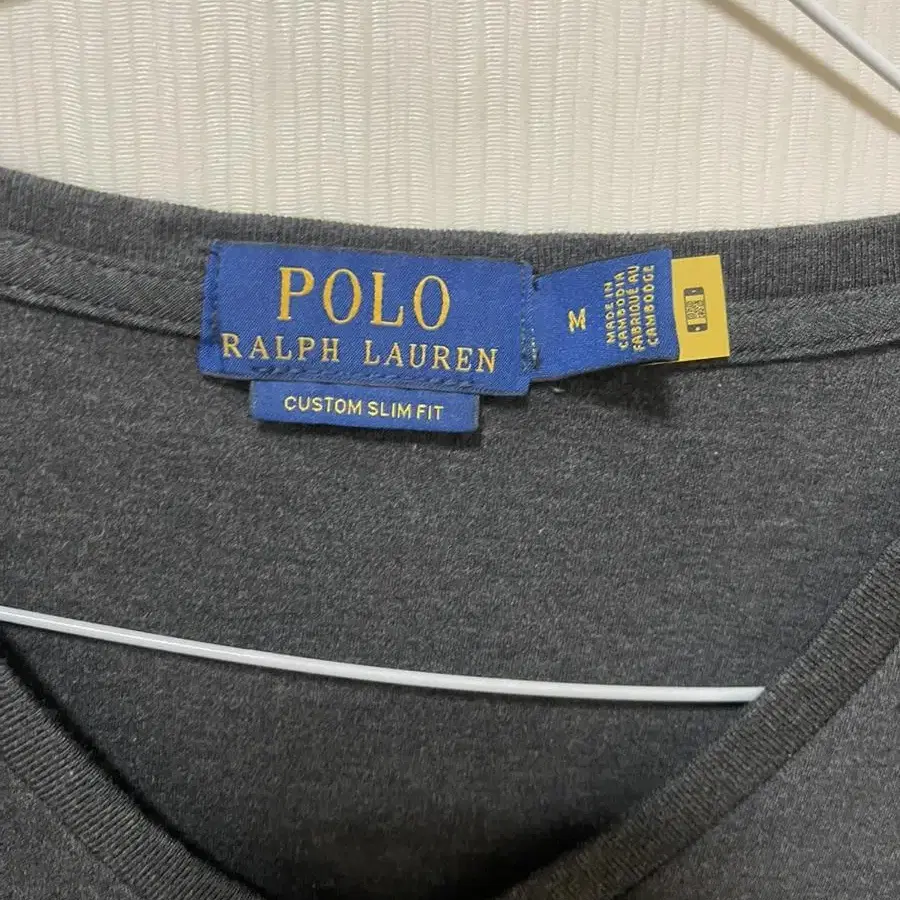 POLO
RALPH LAUREN
CUSTOM SLIM FIT
M
MADE IN
CAMBODIA
FABRIQUÉ AU
CAMBODGE